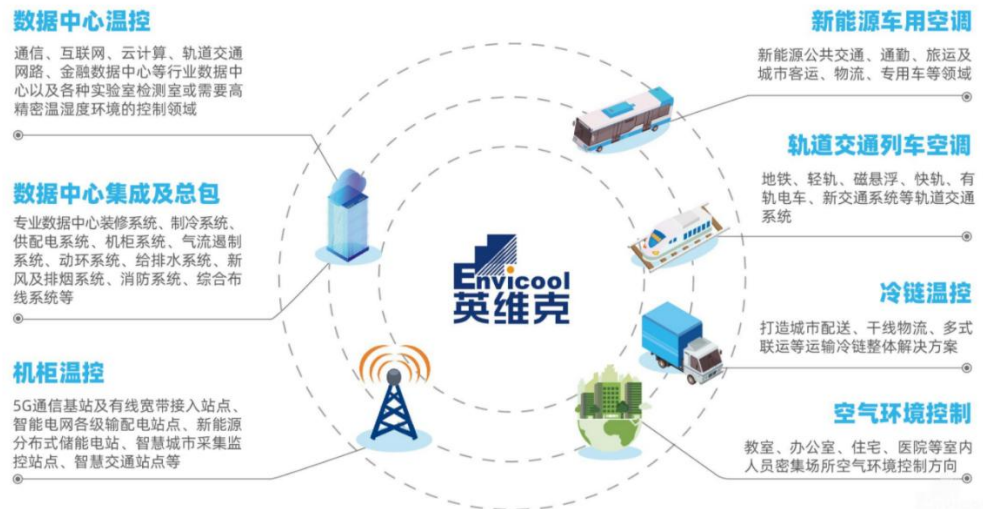 数据中心温控
通信、互联网、云计算、轨道交通
网路、金融数据中心等行业数据中
心以及各种实验室检测室或需要高
精密温湿度环境的控制领域
数据中心集成及总包
专业数据中心装修系统、制冷系统、
供配电系统、机柜系统、气流遏制
系统、动环系统、给排水系统、新
风及排烟系统、消防系统、综合布
线系统等
机柜温控
5G通信基站及有线宽带接入站点、
智能电网各级输配电站点、新能源
分布式储能电站、智慧城市采集监
控站点、智慧交通站点等
Envicool
英维克
新能源车用空调
新能源公共交通、通勤、旅运及
城市客运、物流、专用车等领域
轨道交通列车空调
地铁、轻轨、磁悬浮、快轨、有
轨电车、新交通系统等轨道交通
系统
冷链温控
打造城市配送、干线物流、多式
联运等运输冷链整体解决方案
空气环境控制
教室、办公室、住宅、医院等室内
人员密集场所空气环境控制方向